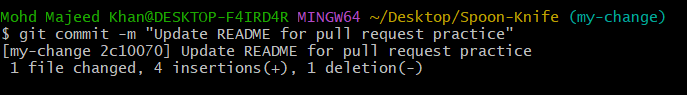 Mohd Majeed Khan@DESKTOP-F4IRD4R MINGW64 ~/Desktop/Spoon-Knife (my-change)
$ git commit -m "Update README for pull request practice"
[my-change 2c10070] Update README for pull request practice
 1 file changed, 4 insertions(+), 1 deletion(-)